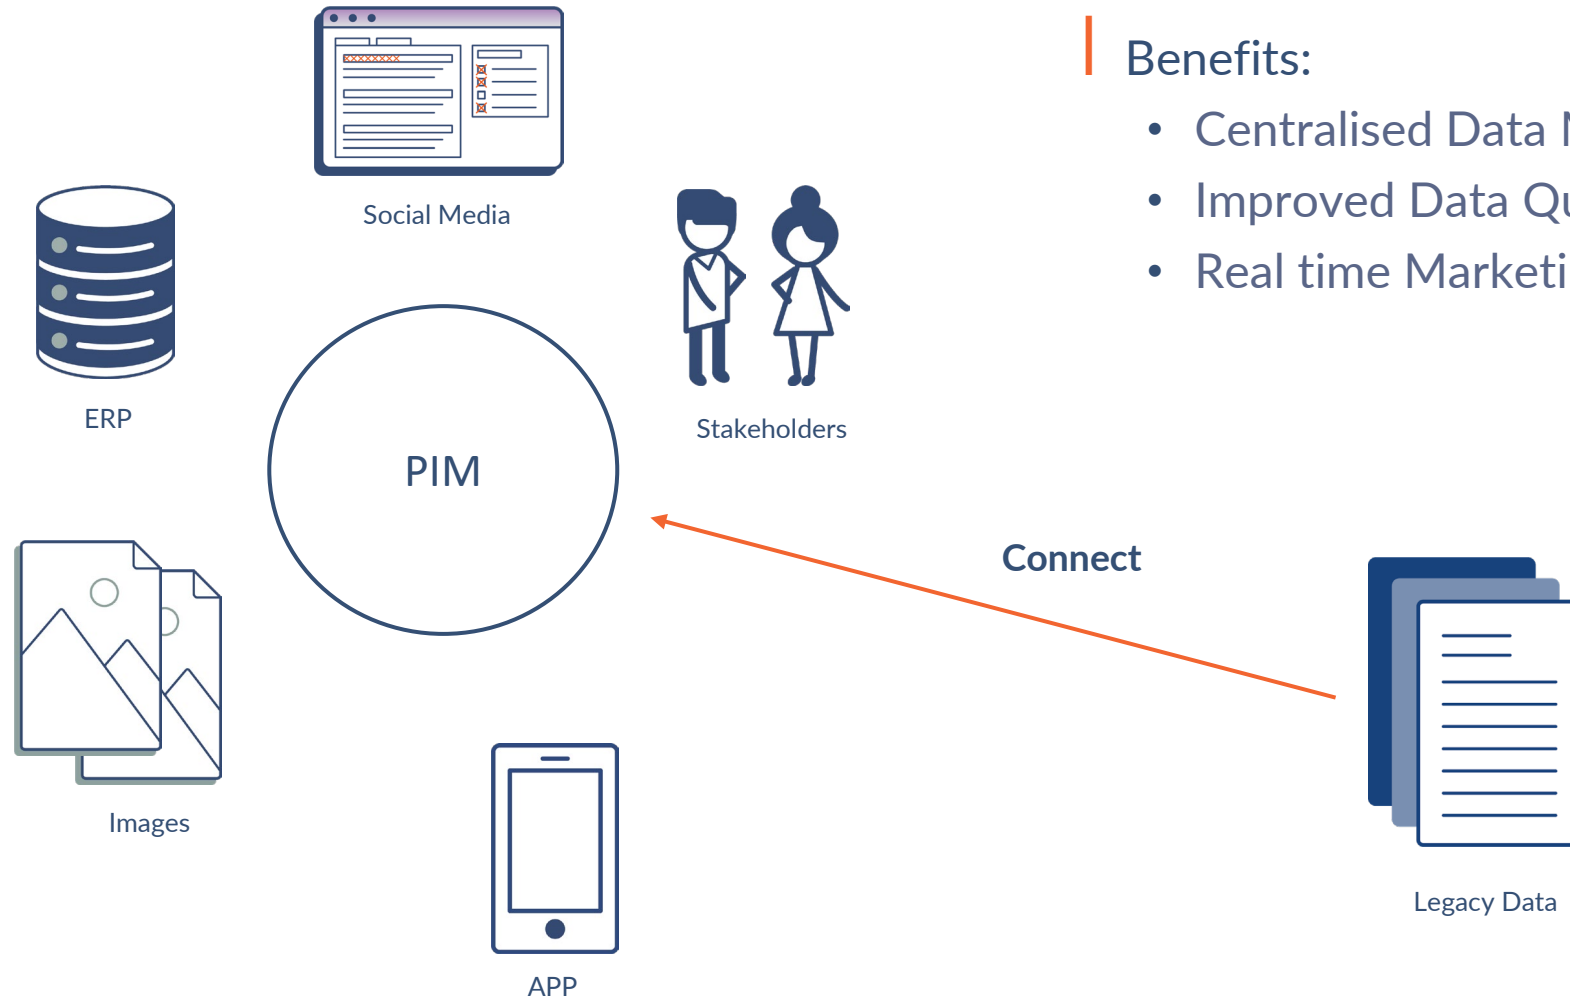 Benefits:
• Centralised Data
• Improved Data
• Real time
Social Media
ERP
Stakeholders
PIM
Connect
Images
Legacy Data
APP